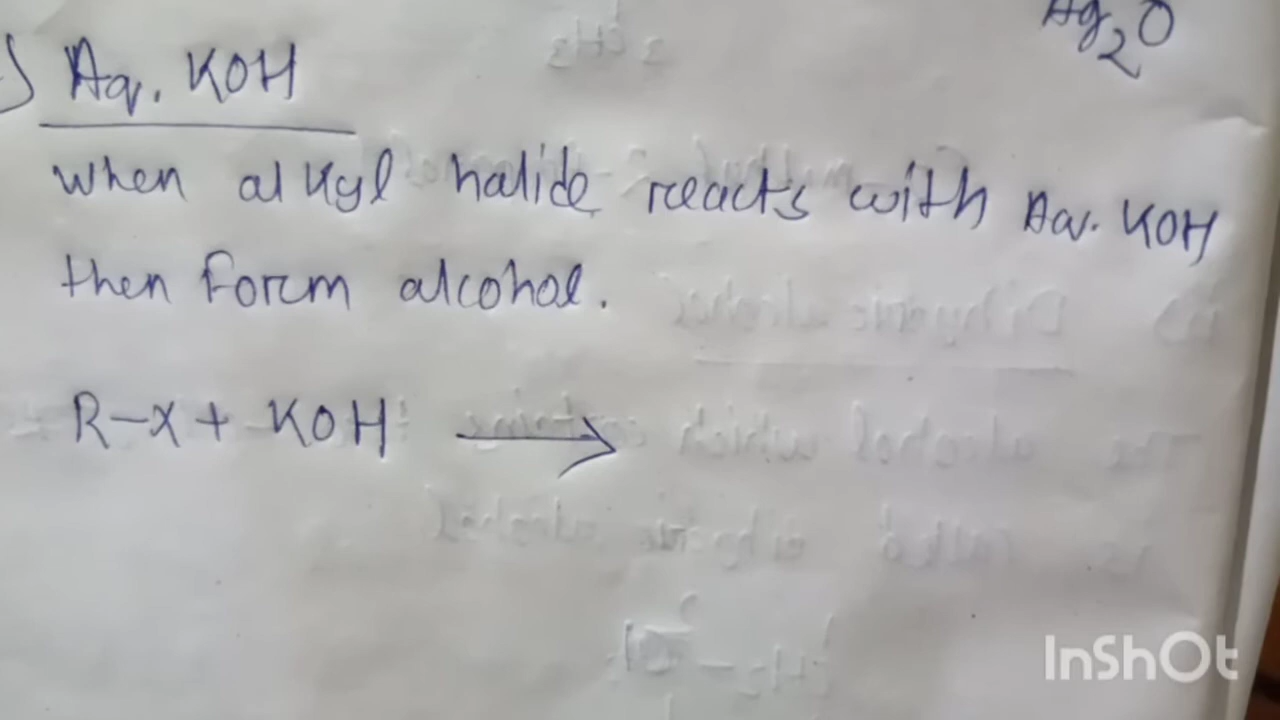 Ag2O
Aq. KOH
when alkyl halide reacts with Aq. KOH
then form alcohol.
R-X + KOH →
InShOt